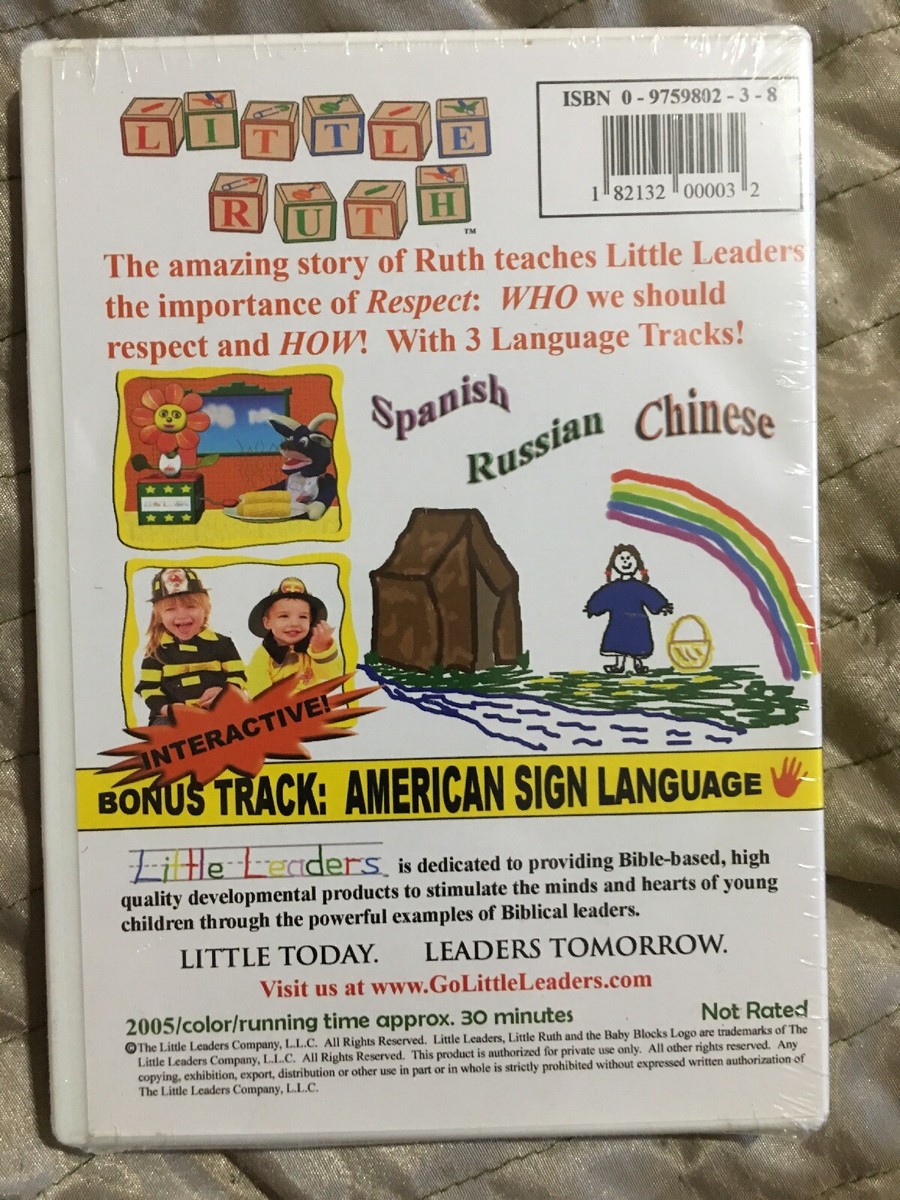 LITTLE
RUTH™
ISBN 0 - 9759802 - 3 - 8
1 82132 00003 2
The amazing story of Ruth teaches Little Leaders
the importance of Respect: WHO we should
respect and HOW! With 3 Language Tracks!
Spanish
Russian
Chinese
INTERACTIVE!
BONUS TRACK: AMERICAN SIGN LANGUAGE
Little Leaders is dedicated to providing Bible-based, high
quality developmental products to stimulate the minds and hearts of young
children through the powerful examples of Biblical leaders.
LITTLE TODAY. LEADERS TOMORROW.
Visit us at www.GoLittleLeaders.com
2005/color/running time approx. 30 minutes Not Rated
©The Little Leaders Company, L.L.C. All Rights Reserved. Little Leaders, Little Ruth and the Baby Blocks Logo are trademarks of The
Little Leaders Company, L.L.C. All Rights Reserved. This product is authorized for private use only. All other rights reserved. Any
copying, exhibition, export, distribution or other use in part or in whole is strictly prohibited without expressed written authorization of
The Little Leaders Company, L.L.C.